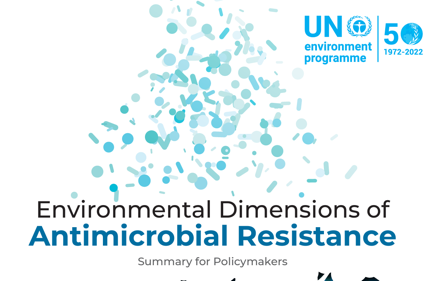 UN
environment
programme
50
1972-2022
Environmental Dimensions of
Antimicrobial Resistance
Summary for Policymakers